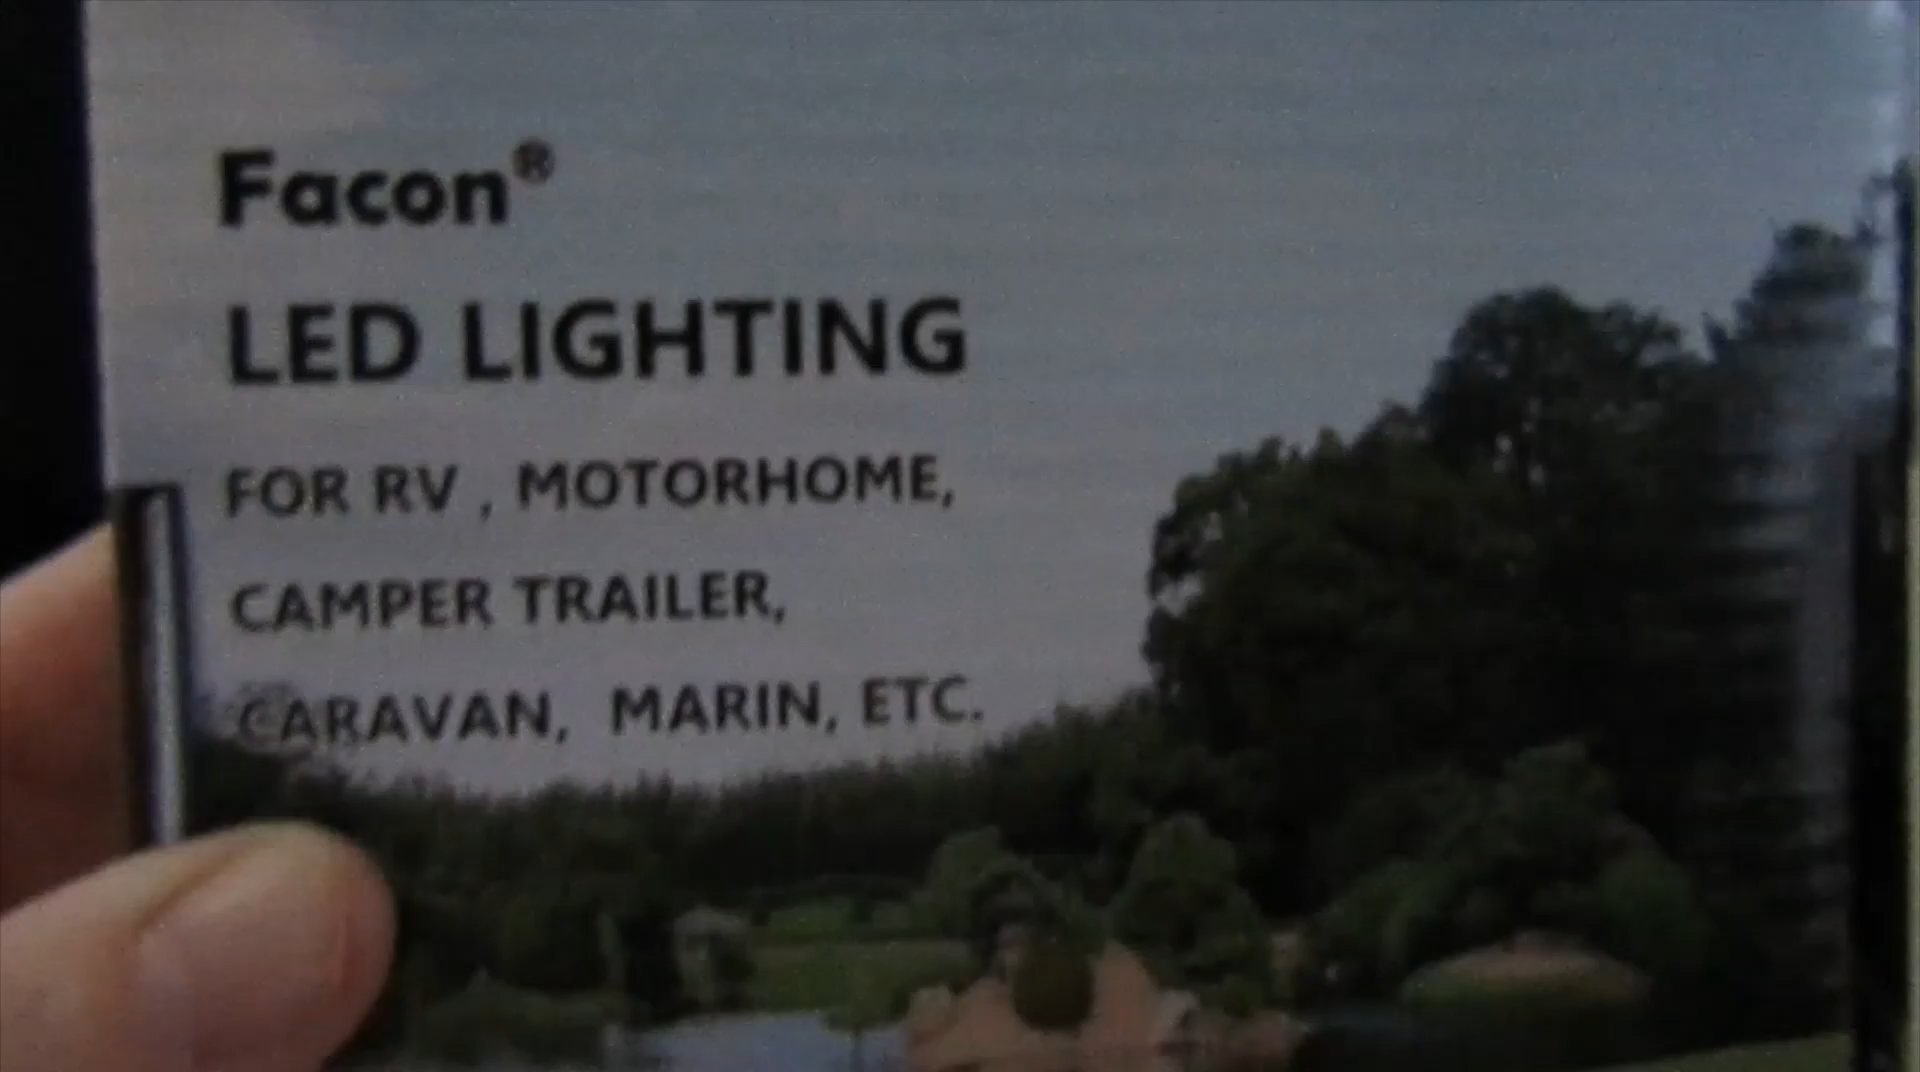 Facon®
LED LIGHTING
FOR RV , MOTORHOME,
CAMPER TRAILER,
CARAVAN, MARIN, ETC.